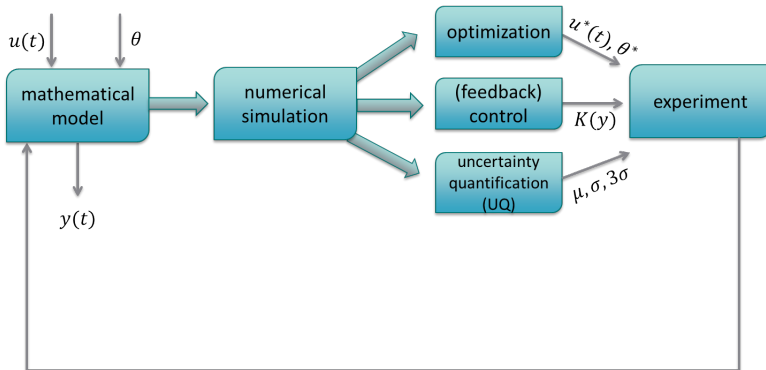 u(t)
θ
mathematical
model
y(t)
numerical
simulation
optimization
u*(t), θ*
(feedback)
control
K(y)
uncertainty
quantification
(UQ)
μ, σ, 3σ
experiment